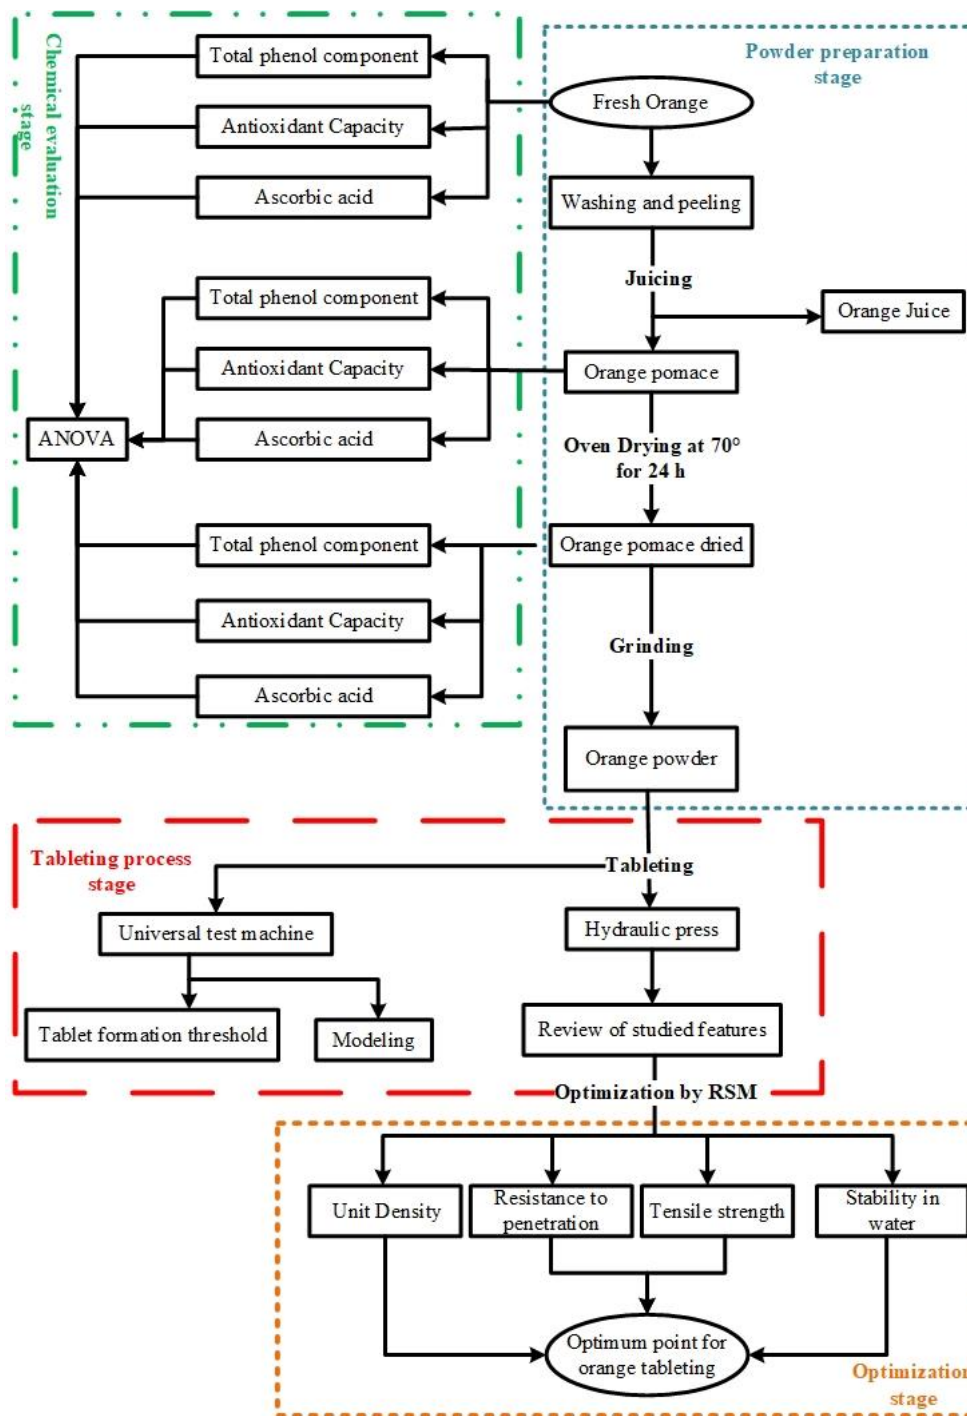 Chemical evaluation
stage
Total phenol component
Antioxidant Capacity
Ascorbic acid
Total phenol component
Antioxidant Capacity
Ascorbic acid
ANOVA
Total phenol component
Antioxidant Capacity
Ascorbic acid
Powder preparation
stage
Fresh Orange
Washing and peeling
Juicing
Orange Juice
Orange pomace
Oven Drying at 70°
for 24 h
Orange pomace dried
Grinding
Orange powder
Tableting process
stage
Tableting
Universal test machine
Hydraulic press
Tablet formation threshold
Modeling
Review of studied features
Optimization by RSM
Unit Density
Resistance to
penetration
Tensile strength
Stability in
water
Optimum point for
orange tableting
Optimization
stage